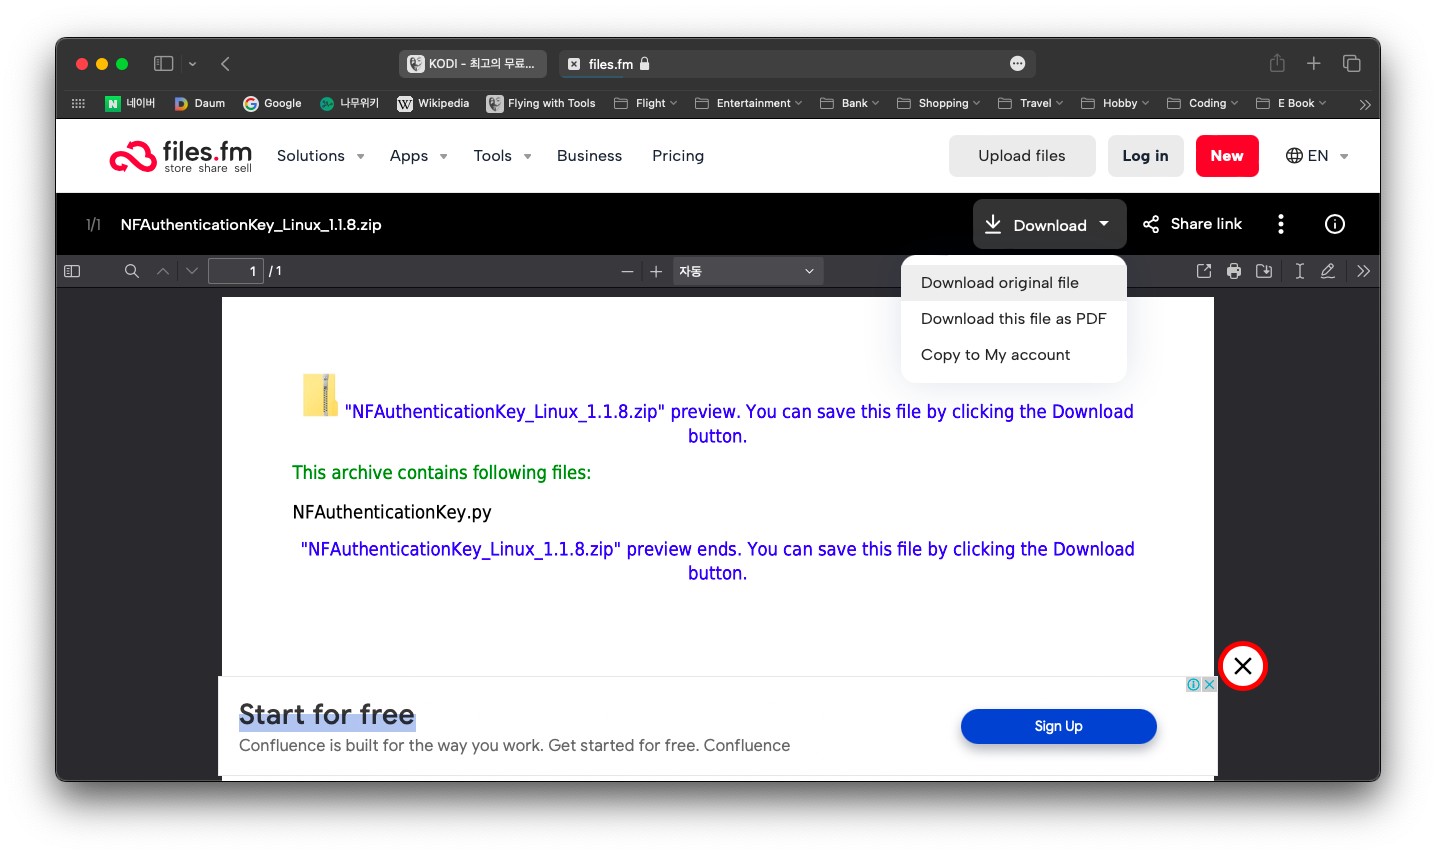 KODI - 최고의 무료...
files.fm
네이버
Daum
Google
나무위키
Wikipedia
Flying with Tools
Flight
Entertainment
Bank
Shopping
Travel
Hobby
Coding
E Book
files.fm
store share sell
Solutions
Apps
Tools
Business
Pricing
Upload files
Log in
New
EN
1/1
NFAuthenticationKey_Linux_1.1.8.zip
Download
Share link
1
/ 1
자동
Download original file
Download this file as PDF
Copy to My account
"NFAuthenticationKey_Linux_1.1.8.zip" preview. You can save this file by clicking the Download
button.
This archive contains following files:
NFAuthenticationKey.py
"NFAuthenticationKey_Linux_1.1.8.zip" preview ends. You can save this file by clicking the Download
button.
Start for free
Confluence is built for the way you work. Get started for free. Confluence
Sign Up